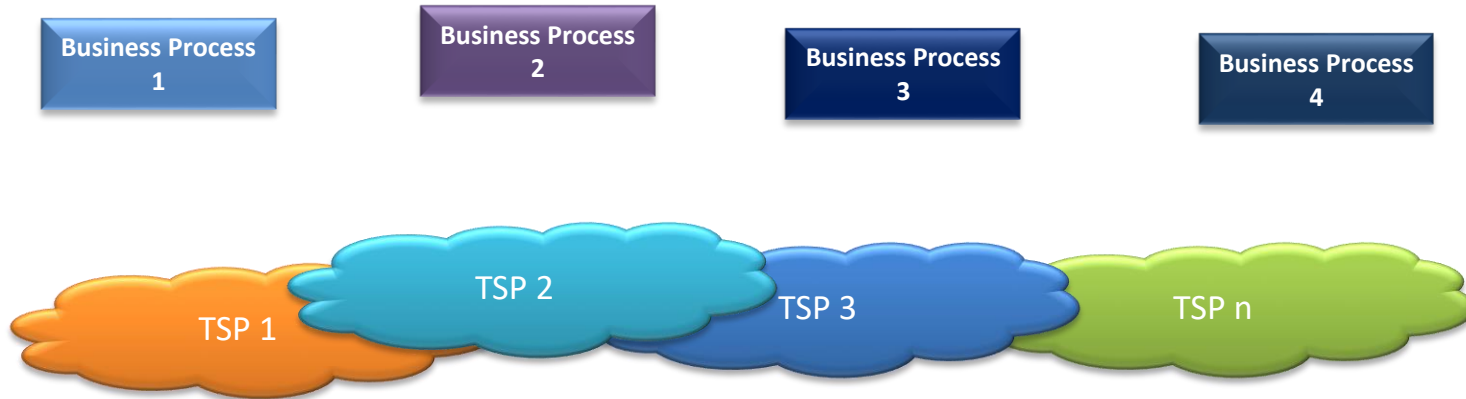 Business Process
1
Business Process
2
Business Process
3
Business Process
4
TSP 1
TSP 2
TSP 3
TSP n